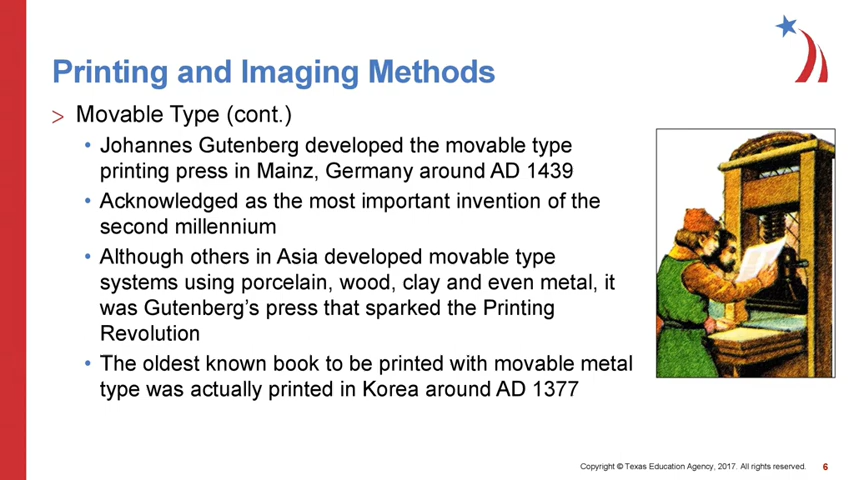 Printing and Imaging Methods
> Movable Type (cont.)
• Johannes Gutenberg developed the movable type
printing press in Mainz, Germany around AD 1439
• Acknowledged as the most important invention of the
second millennium
• Although others in Asia developed movable type
systems using porcelain, wood, clay and even metal, it
was Gutenberg’s press that sparked the Printing
Revolution
• The oldest known book to be printed with movable metal
type was actually printed in Korea around AD 1377
Copyright © Texas Education Agency, 2017. All rights reserved. 6